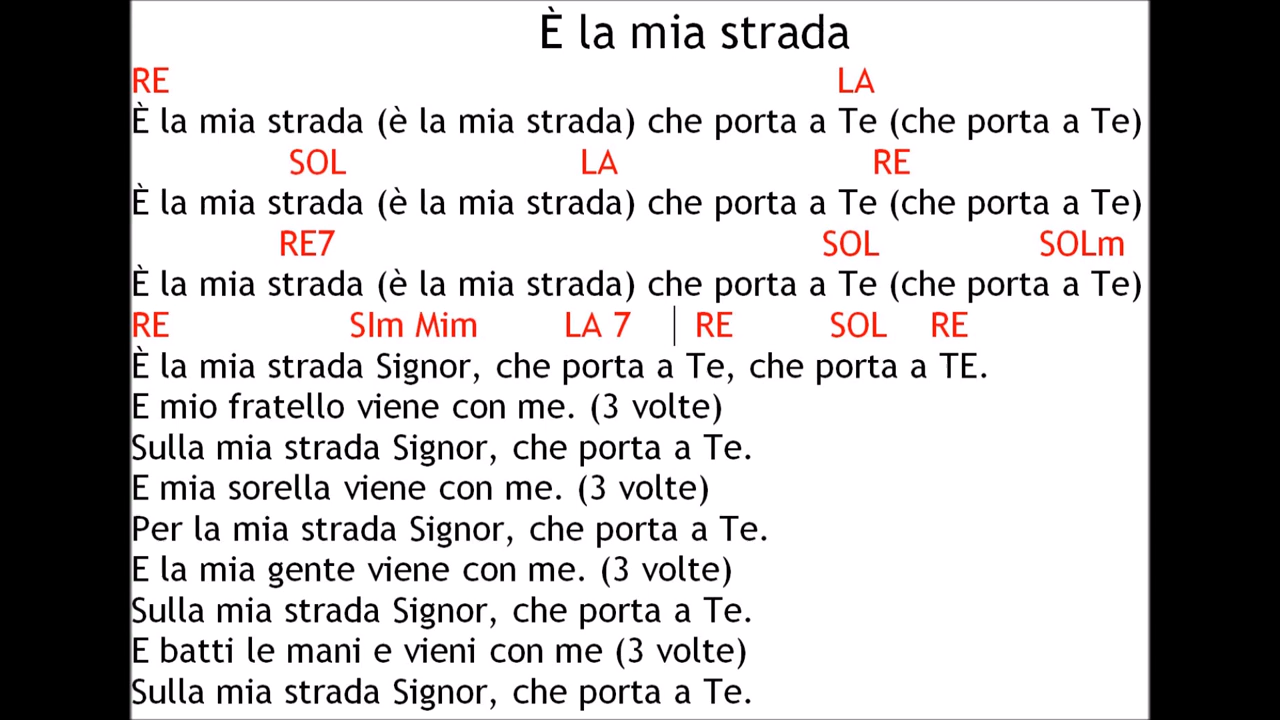 È la mia strada
RE LA
È la mia strada (è la mia strada) che porta a Te (che porta a Te)
SOL LA RE
È la mia strada (è la mia strada) che porta a Te (che porta a Te)
RE7 SOL SOLm
È la mia strada (è la mia strada) che porta a Te (che porta a Te)
RE SIm Mim LA 7 | RE SOL RE
È la mia strada Signor, che porta a Te, che porta a TE.
E mio fratello viene con me. (3 volte)
Sulla mia strada Signor, che porta a Te.
E mia sorella viene con me. (3 volte)
Per la mia strada Signor, che porta a Te.
E la mia gente viene con me. (3 volte)
Sulla mia strada Signor, che porta a Te.
E batti le mani e vieni con me (3 volte)
Sulla mia strada Signor, che porta a Te.